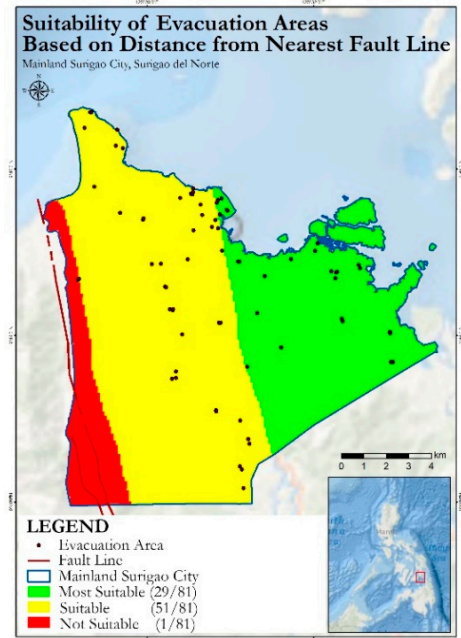 Suitability of Evacuation Areas
Based on Distance from Nearest Fault Line
Mainland Surigao City, Surigao del Norte
N
W
E
S
km
0 1 2 3 4
LEGEND
Evacuation Area
Fault Line
Mainland Surigao City
Most Suitable (29/81)
Suitable (51/81)
Not Suitable (1/81)